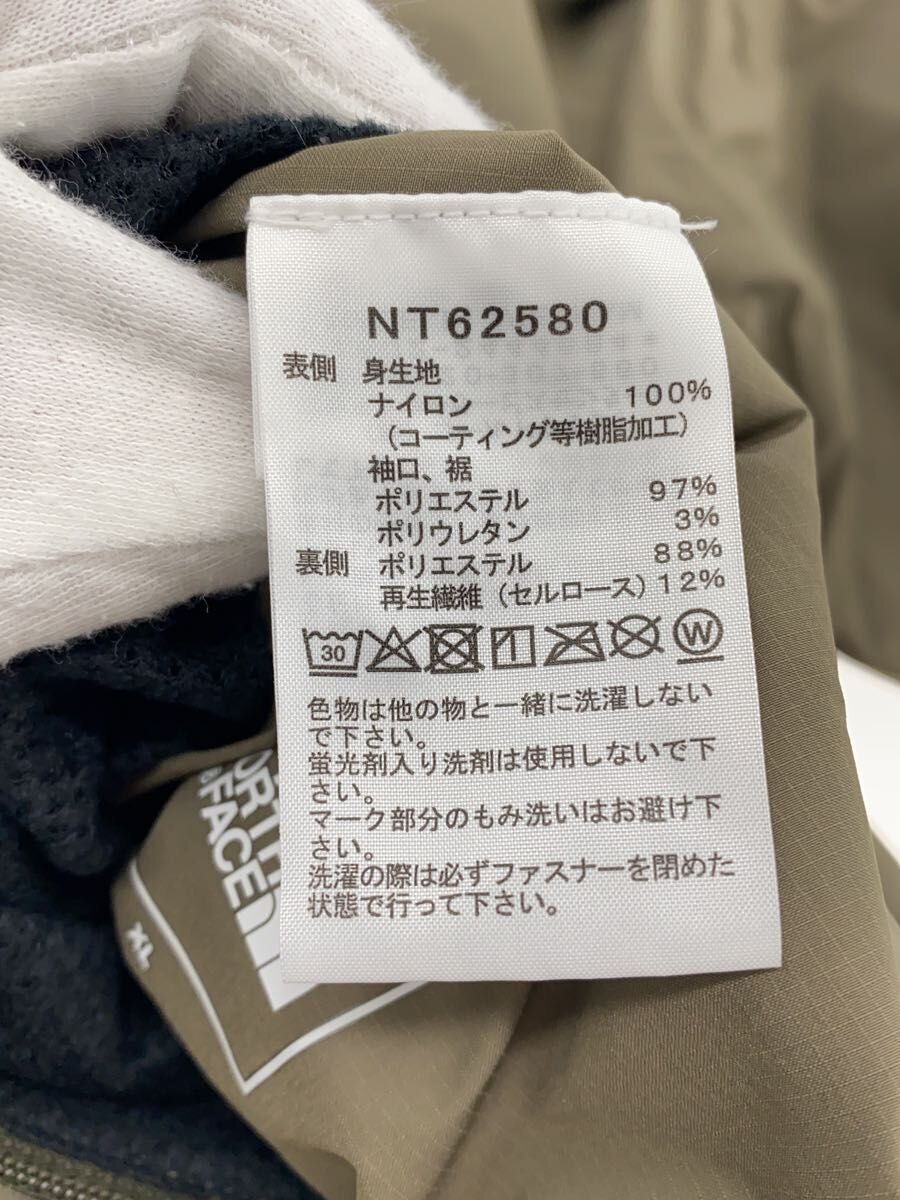 NT62580
表側 身生地
ナイロン 100%
（コーティング等樹脂加工）
袖口、裾
ポリエステル 97%
ポリウレタン 3%
裏側 ポリエステル 88%
再生繊維（セルロース）12%
30 W
色物は他の物と一緒に洗濯しない
で下さい。
蛍光剤入り洗剤は使用しないで下
さい。
マーク部分のもみ洗いはお避け下
さい。
洗濯の際は必ずファスナーを閉めた
状態で行って下さい。
ORTH
FACE
XL